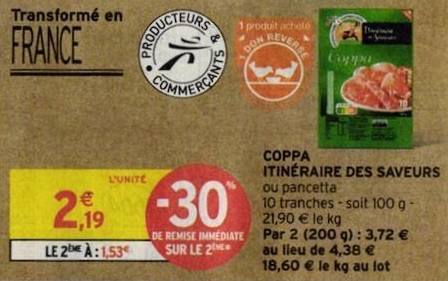 Transformé en
FRANCE
PRODUCTEURS & COMMERÇANTS
1 produit acheté
1 DON REVERSÉ
Coppa
10
L'UNITÉ
2,19 €
LE 2ÈME À : 1,53€
-30%
DE REMISE IMMÉDIATE
SUR LE 2ÈME*
COPPA
ITINÉRAIRE DES SAVEURS
ou pancetta
10 tranches - soit 100 g -
21,90 € le kg
Par 2 (200 g) : 3,72 €
au lieu de 4,38 €
18,60 € le kg au lot